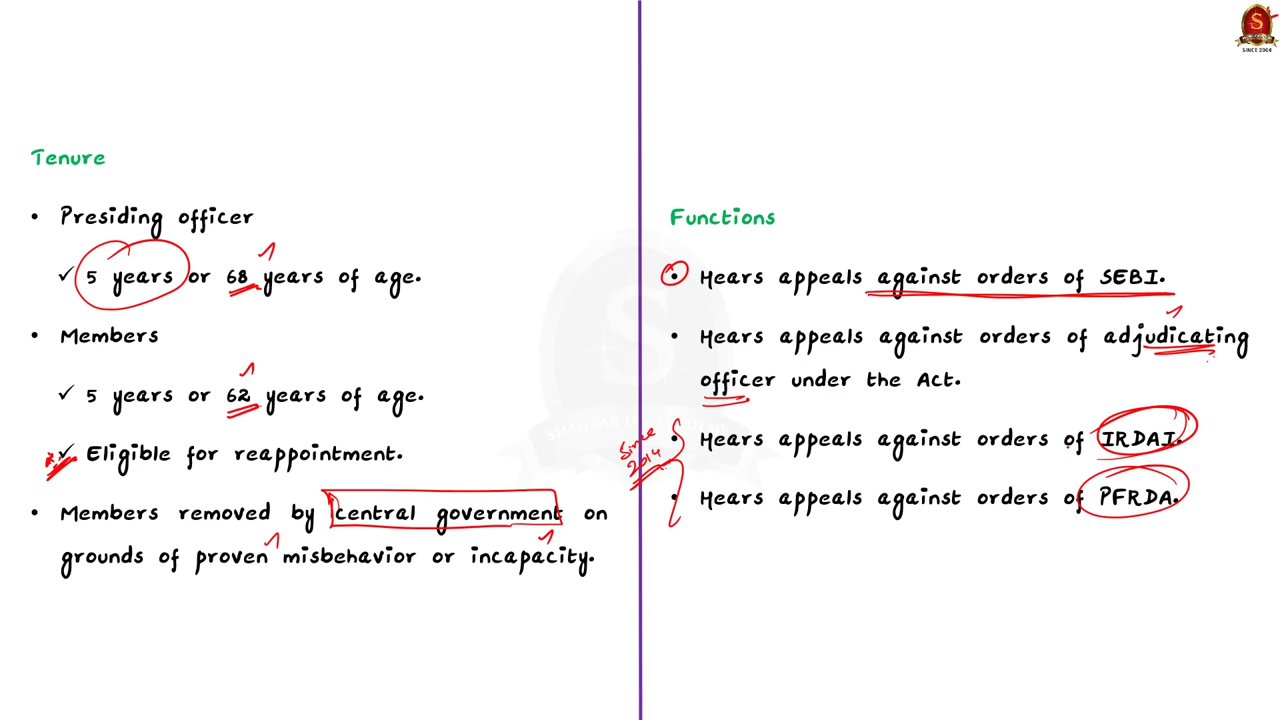 Tenure
• Presiding officer
✓ 5 years or 68 years of age.
• Members
✓ 5 years or 62 years of age.
✓ Eligible for reappointment.
• Members removed by central government on
grounds of proven misbehavior or incapacity.
Functions
• Hears appeals against orders of SEBI.
• Hears appeals against orders of adjudicating
officer under the Act.
• Hears appeals against orders of IRDAI.
• Hears appeals against orders of PFRDA.
Since
2014
S
SINCE 2004
S